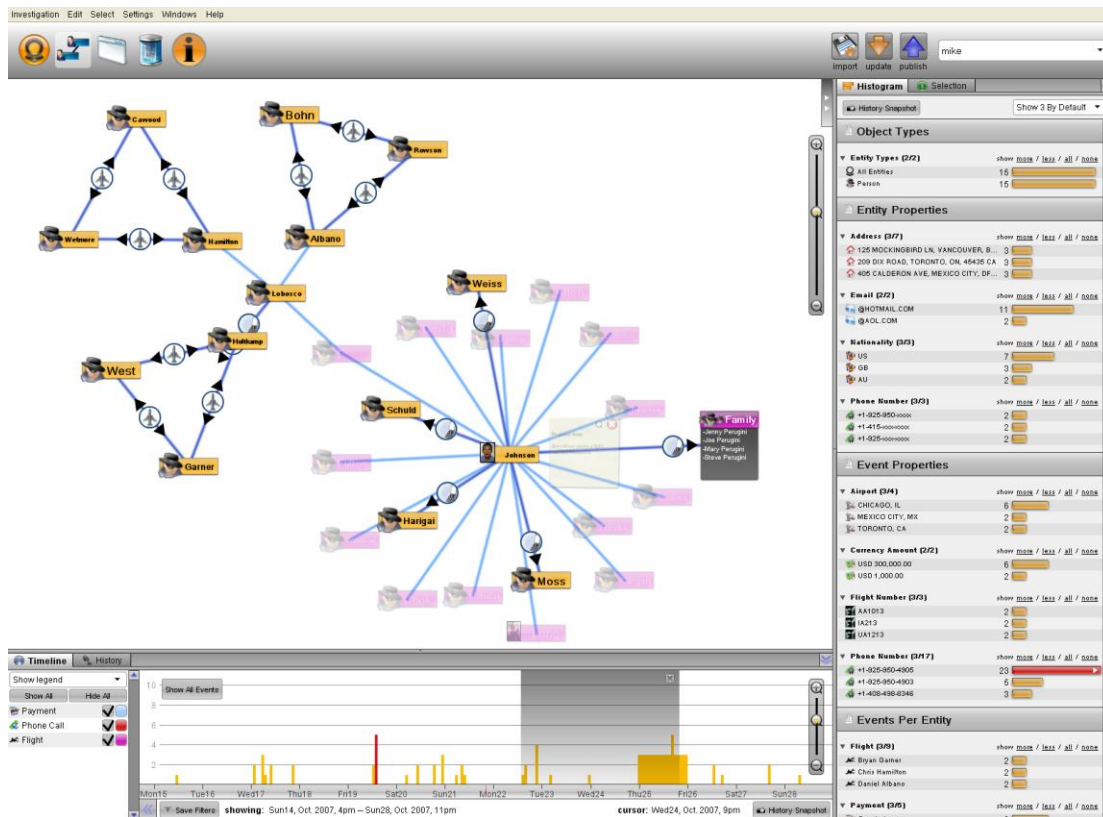 Investigation Edit Select Settings Windows Help
import update publish
mike
Histogram Selection
History Snapshot Show 3 By Default
Object Types
Entity Types (2/2) show more / less / all / none
All Entities 15
Person 15
Entity Properties
Address (3/7) show more / less / all / none
125 MOCKINGBIRD LN, VANCOUVER, B... 3
209 DIX ROAD, TORONTO, ON, 45435 CA 3
405 CALDERON AVE, MEXICO CITY, DF... 3
Email (2/2) show more / less / all / none
@HOTMAIL.COM 11
@AOL.COM 2
Nationality (3/3) show more / less / all / none
US 7
GB 3
AU 2
Phone Number (3/3) show more / less / all / none
+1-925-950-xxxx 2
+1-415-xxx-xxxx 2
+1-925-xxx-xxxx 2
Event Properties
Airport (3/4) show more / less / all / none
CHICAGO, IL 6
MEXICO CITY, MX 2
TORONTO, CA 2
Currency Amount (2/2) show more / less / all / none
USD 300,000.00 6
USD 1,000.00 2
Flight Number (3/3) show more / less / all / none
AA1013 2
IA213 2
UA1213 2
Phone Number (3/17) show more / less / all / none
+1-925-950-4905 23
+1-925-950-4903 5
+1-408-498-8346 3
Events Per Entity
Flight (3/9) show more / less / all / none
Bryan Garner 2
Chris Hamilton 2
Daniel Albano 2
Payment (3/5) show more / less / all / none
Cawood
Bohn
Rawson
Wetmore
Hamilton
Albano
Lobosco
Weiss
Holtkamp
West
Schuld
Garner
Johnson
Family
-Jenny Perugini
-Joe Perugini
-Mary Perugini
-Steve Perugini
Harigai
Moss
Timeline History
Show legend
Show All Hide All
Payment
Phone Call
Flight
Show All Events
10
8
6
4
2
Mon15 Tue16 Wed17 Thu18 Fri19 Sat20 Sun21 Mon22 Tue23 Wed24 Thu25 Fri26 Sat27 Sun28
Save Filters showing: Sun14, Oct. 2007, 4pm – Sun28, Oct. 2007, 11pm cursor: Wed24, Oct. 2007, 9pm History Snapshot